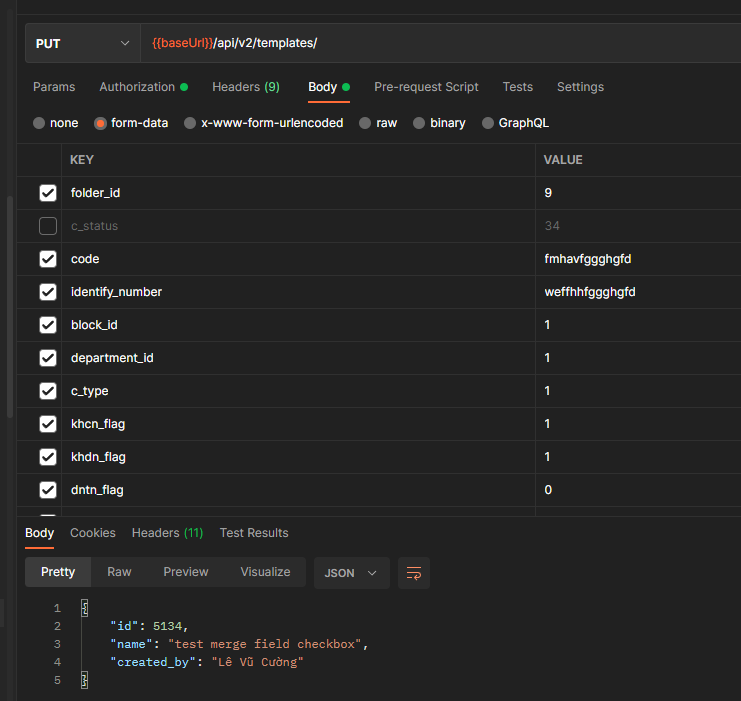 PUT {{baseUrl}}/api/v2/templates/
Params Authorization Headers (9) Body Pre-request Script Tests Settings
none form-data x-www-form-urlencoded raw binary GraphQL
KEY VALUE
folder_id 9
c_status 34
code fmhavfggghgfd
identify_number weffhhfggghgfd
block_id 1
department_id 1
c_type 1
khcn_flag 1
khdn_flag 1
dntn_flag 0
Body Cookies Headers (11) Test Results
Pretty Raw Preview Visualize JSON
1 {
2 "id": 5134,
3 "name": "test merge field checkbox",
4 "created_by": "Lê Vũ Cường"
5 }